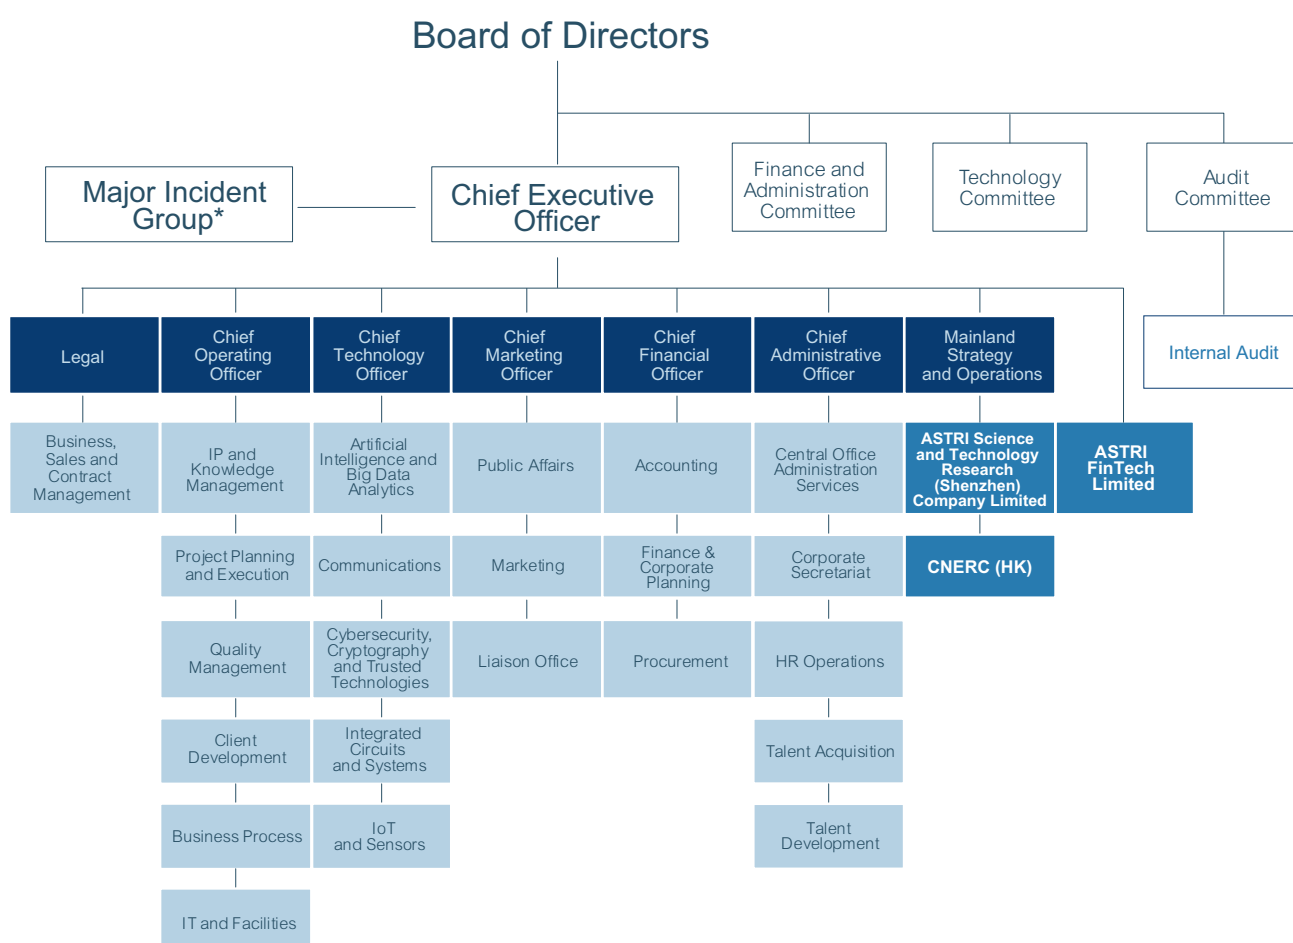 Board of Directors
Major Incident
Group*
Chief Executive
Officer
Finance and
Administration
Committee
Technology
Committee
Audit
Committee
Internal Audit
Legal
Chief
Operating
Officer
Chief
Technology
Officer
Chief
Marketing
Officer
Chief
Financial
Officer
Chief
Administrative
Officer
Mainland
Strategy
and Operations
Business,
Sales and
Contract
Management
IP and
Knowledge
Management
Artificial
Intelligence and
Big Data
Analytics
Public Affairs
Accounting
Central Office
Administration
Services
ASTRI Science
and Technology
Research
(Shenzhen)
Company Limited
ASTRI
FinTech
Limited
Project Planning
and Execution
Communications
Marketing
Finance &
Corporate
Planning
Corporate
Secretariat
CNERC (HK)
Quality
Management
Cybersecurity,
Cryptography
and Trusted
Technologies
Liaison Office
Procurement
HR Operations
Client
Development
Integrated
Circuits
and Systems
Talent Acquisition
Business Process
IoT
and Sensors
Talent
Development
IT and Facilities